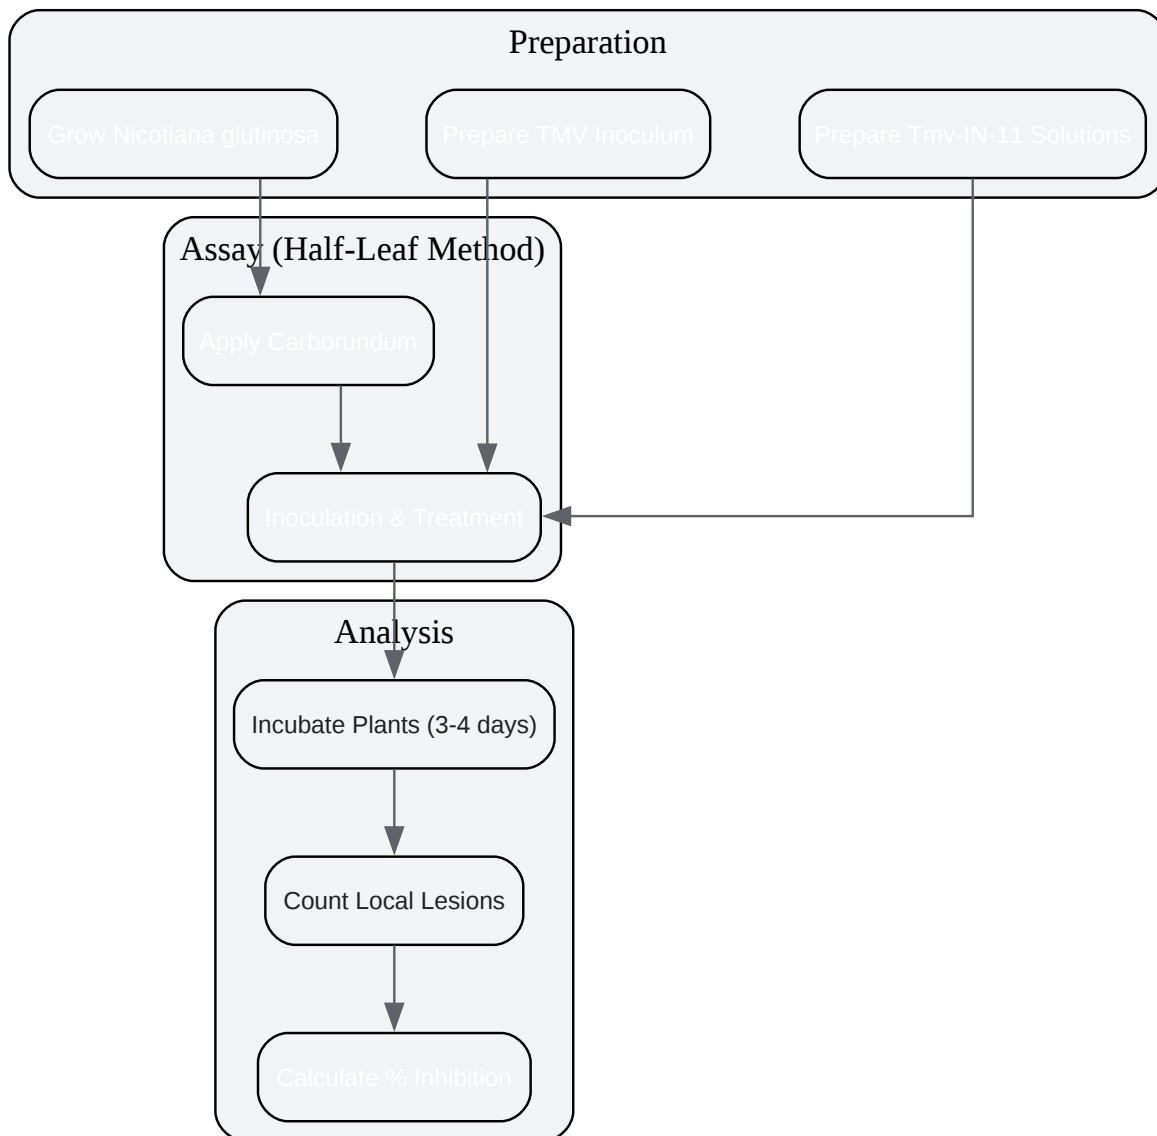 Preparation
Grow Nicotiana glutinosa
Prepare TMV Inoculum
Prepare Tmv-IN-11 Solutions
Assay (Half-Leaf Method)
Apply Carborundum
Inoculation & Treatment
Analysis
Incubate Plants (3-4 days)
Count Local Lesions
Calculate % Inhibition